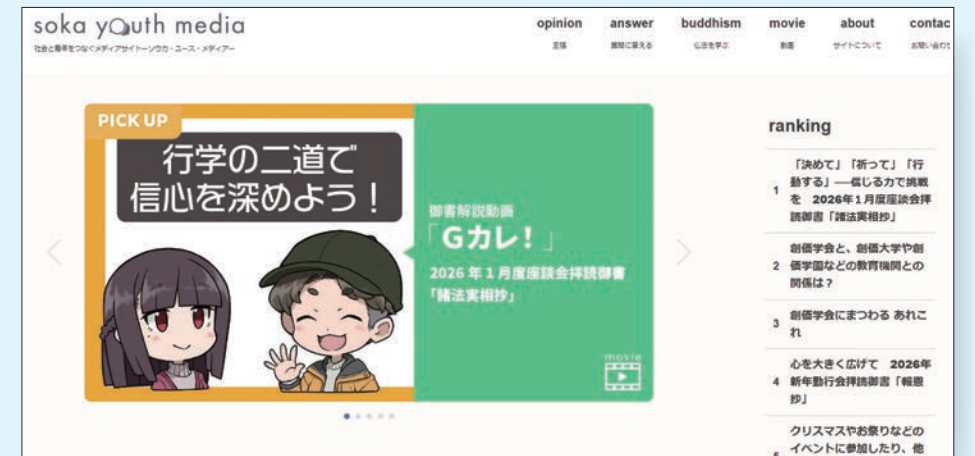 soka youth media
社会と青年をつなぐメディアサイトーソウカ・ユース・メディアー
opinion answer buddhism movie about contac
主張 質問に答える 仏法を学ぶ 動画 サイトについて お問い合わせ
PICK UP
行学の二道で
信心を深めよう！
御書解説動画
「Gカレ！」
2026年1月度座談会拝読御書
「諸法実相抄」
movie
ranking
1 「決めて」「祈って」「行
動する」──信じる力で挑戦
を 2026年1月度座談会拝
読御書「諸法実相抄」
2 創価学会と、創価大学や創
価学園などの教育機関との
関係は？
3 創価学会にまつわる あれこ
れ
4 心を大きく広げて 2026年
新年勤行会拝読御書「報恩
抄」
クリスマスやお祭りなどの
イベントに参加したり、他